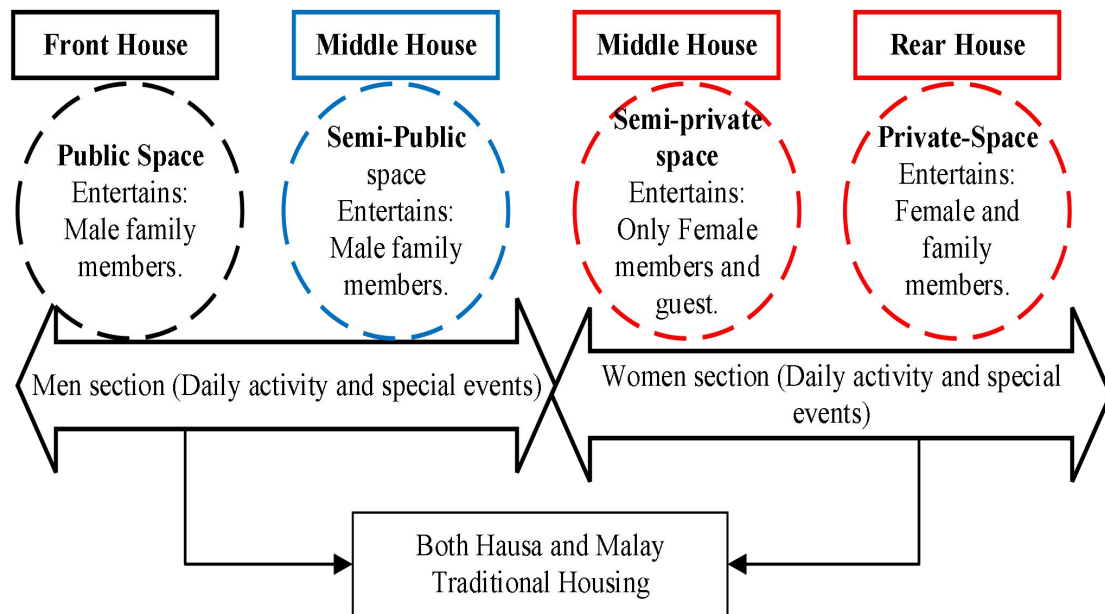 Front House
Middle House
Middle House
Rear House
Public Space
Entertains:
Male family
members.
Semi-Public
space
Entertains:
Male family
members.
Semi-private
space
Entertains:
Only Female
members and
guest.
Private-Space
Entertains:
Female and
family
members.
Men section (Daily activity and special events)
Women section (Daily activity and special
events)
Both Hausa and Malay
Traditional Housing